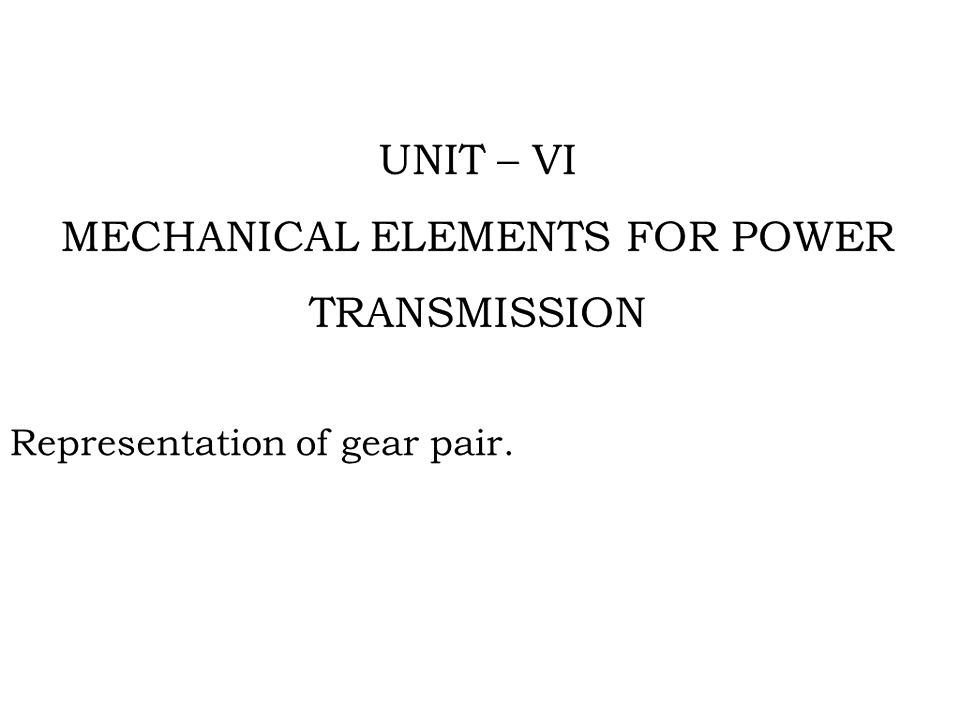 UNIT – VI
MECHANICAL ELEMENTS FOR POWER
TRANSMISSION
Representation of gear pair.